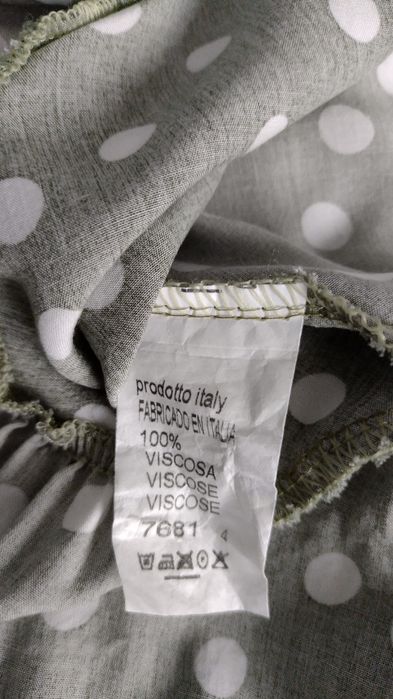 prodotto italy
FABRICADO EN ITALIA
100%
VISCOSA
VISCOSE
VISCOSE
7681 4